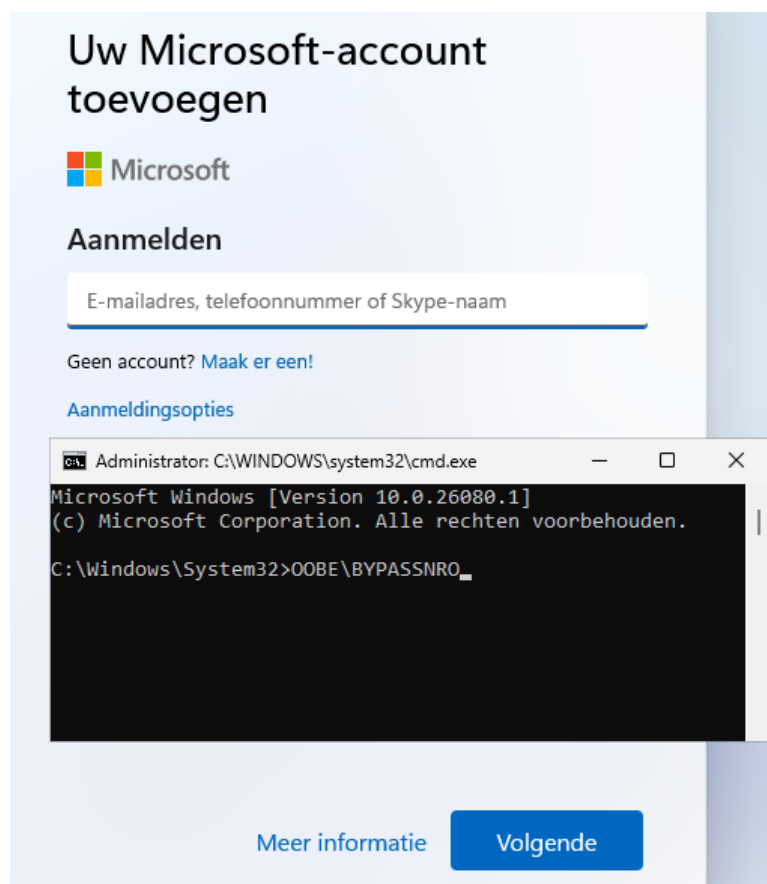 Uw Microsoft-account
toevoegen
Microsoft
Aanmelden
E-mailadres, telefoonnummer of Skype-naam
Geen account? Maak er een!
Aanmeldingsopties
Administrator: C:\WINDOWS\system32\cmd.exe
Microsoft Windows [Version 10.0.26080.1]
(c) Microsoft Corporation. Alle rechten voorbehouden.
C:\Windows\System32>OOBE\BYPASSNRO_
Meer informatie
Volgende